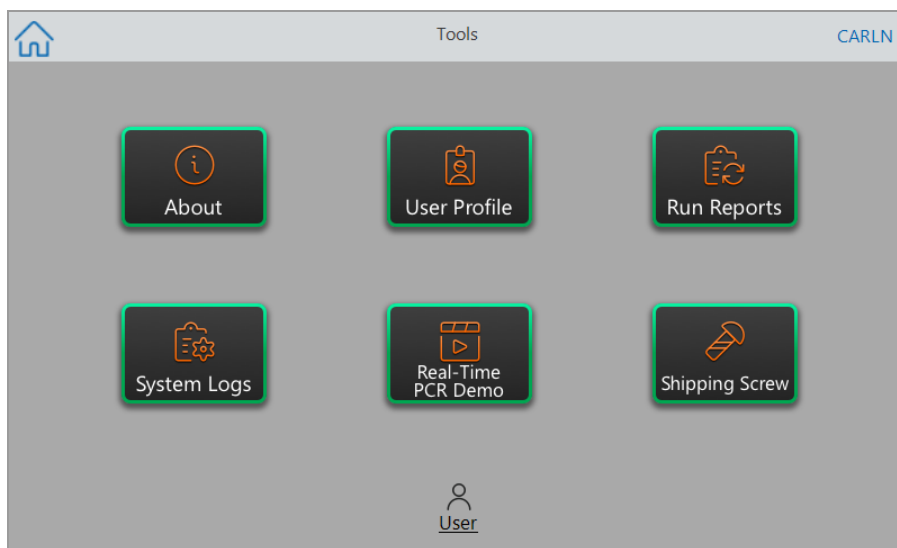 Tools
CARLN
About
User Profile
Run Reports
System Logs
Real-Time
PCR Demo
Shipping Screw
User